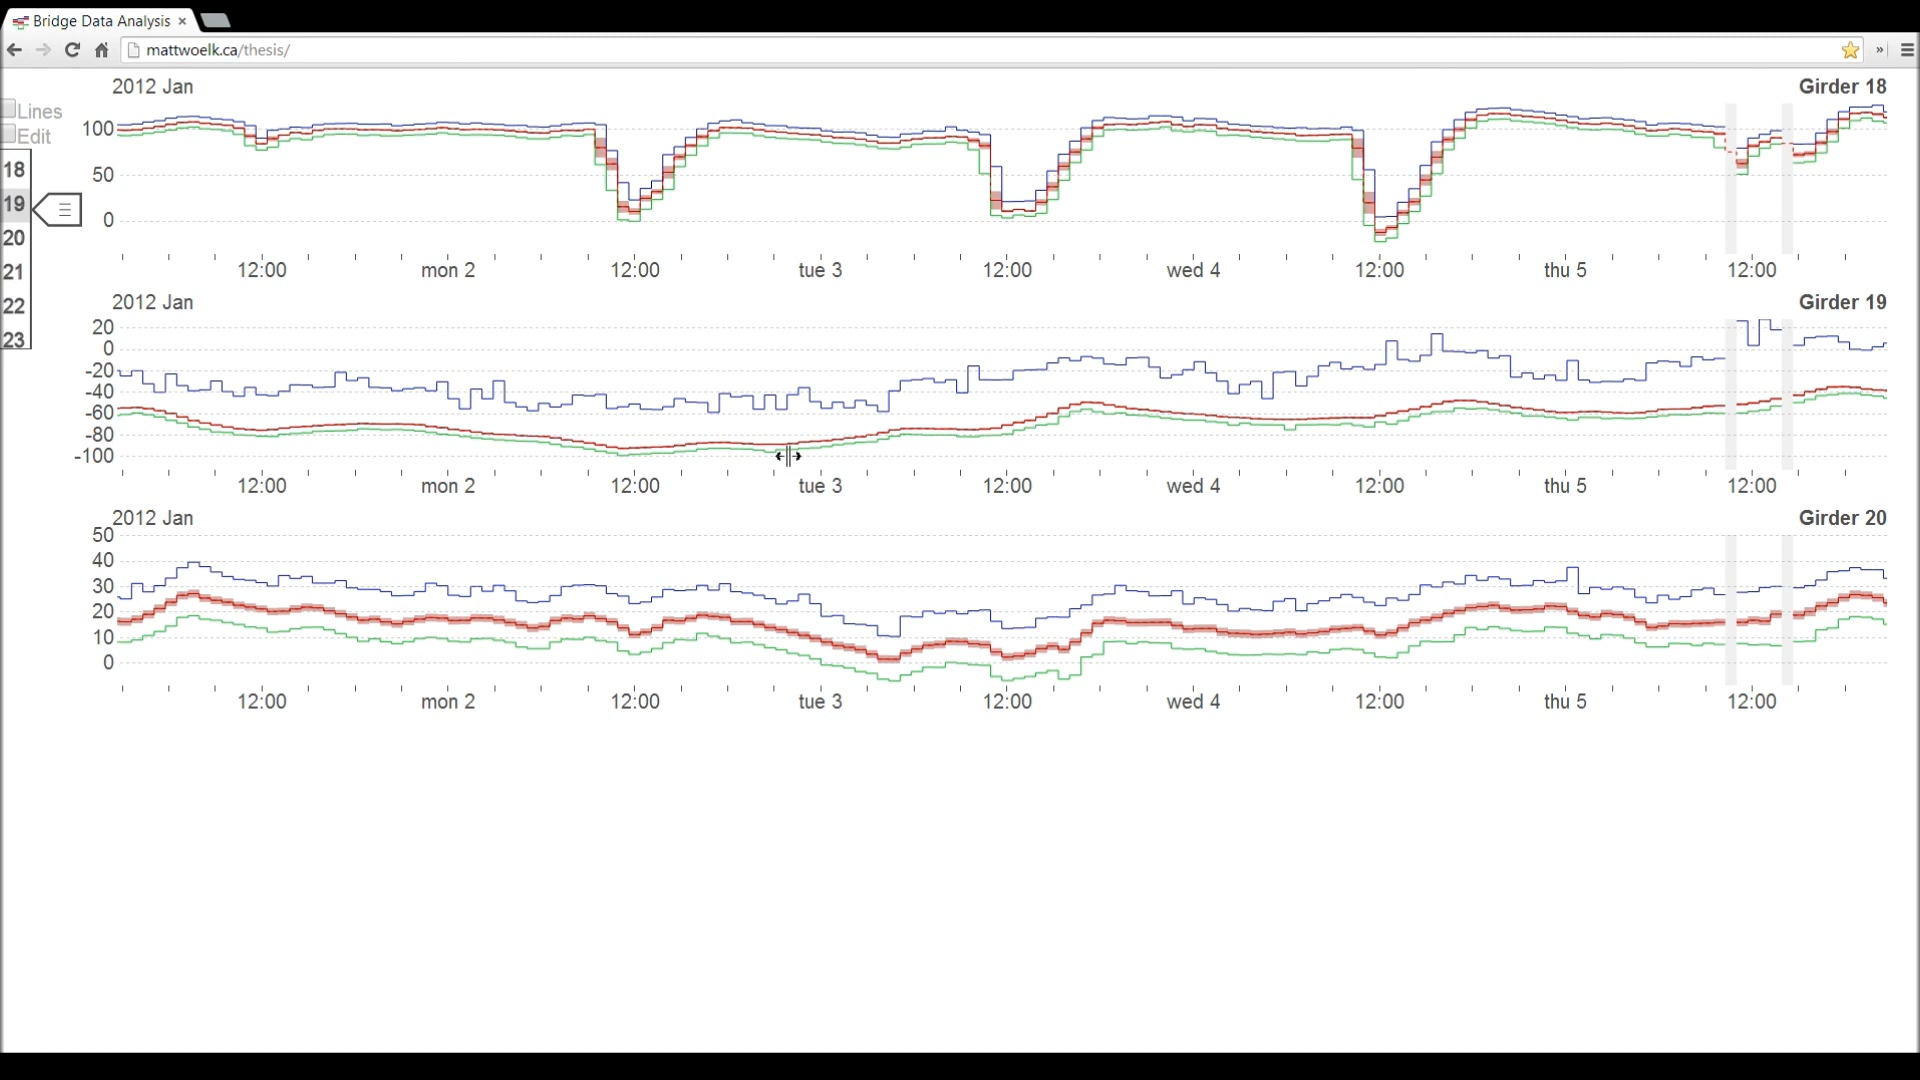 Bridge Data Analysis
mattwoelk.ca/thesis/
Lines
Edit
18
19
20
21
22
23
2012 Jan Girder 18
100
50
0
12:00 mon 2 12:00 tue 3 12:00 wed 4 12:00 thu 5 12:00
2012 Jan Girder 19
20
0
-20
-40
-60
-80
-100
12:00 mon 2 12:00 tue 3 12:00 wed 4 12:00 thu 5 12:00
2012 Jan Girder 20
50
40
30
20
10
0
12:00 mon 2 12:00 tue 3 12:00 wed 4 12:00 thu 5 12:00